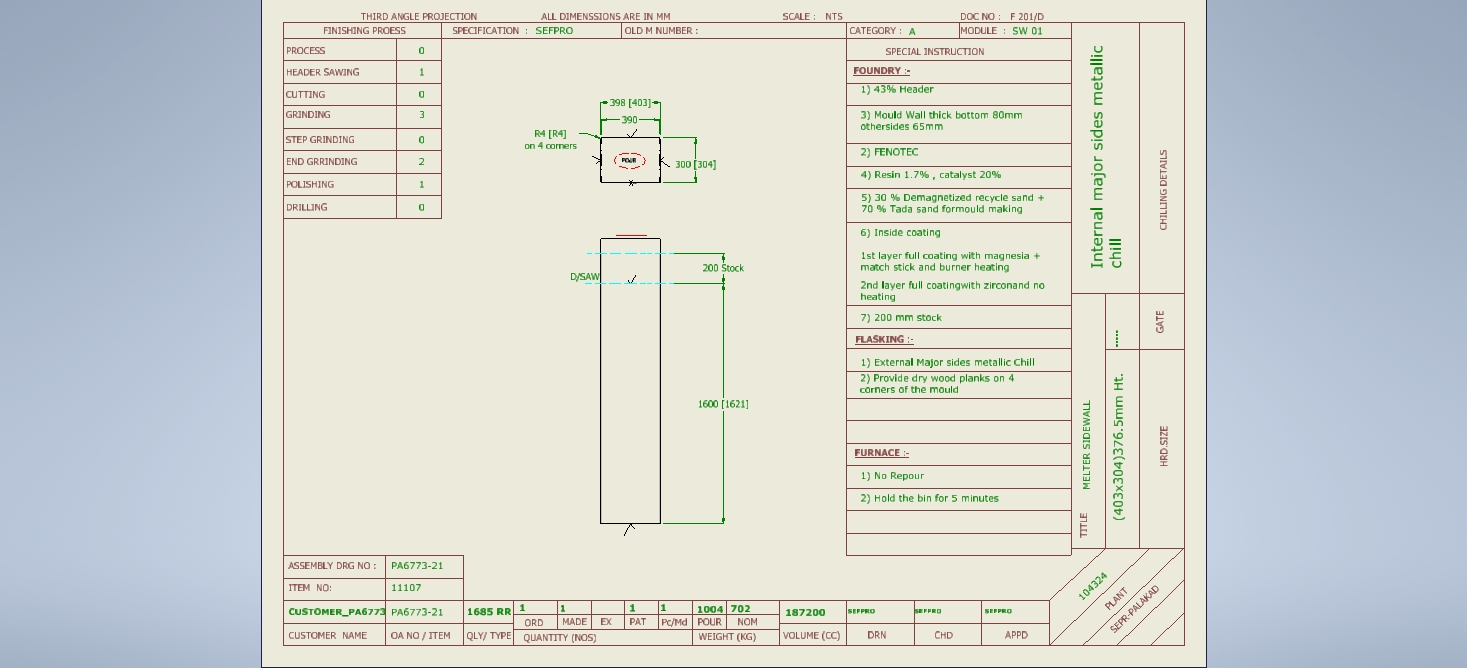 THIRD ANGLE PROJECTION ALL DIMENSSIONS ARE IN MM SCALE : NTS DOC NO : F 201/D
FINISHING PROESS SPECIFICATION : SEFPRO OLD M NUMBER : CATEGORY : A MODULE : SW 01
PROCESS 0
HEADER SAWING 1
CUTTING 0
GRINDING 3
STEP GRINDING 0
END GRRINDING 2
POLISHING 1
DRILLING 0
398 [403]
390
R4 [R4]
on 4 corners
POUR
300 [304]
200 Stock
D/SAW
1600 [1621]
SPECIAL INSTRUCTION
FOUNDRY :-
1) 43% Header
3) Mould Wall thick bottom 80mm
othersides 65mm
2) FENOTEC
4) Resin 1.7% , catalyst 20%
5) 30 % Demagnetized recycle sand +
70 % Tada sand formould making
6) Inside coating
1st layer full coating with magnesia +
match stick and burner heating
2nd layer full coatingwith zirconand no
heating
7) 200 mm stock
FLASKING :-
1) External Major sides metallic Chill
2) Provide dry wood planks on 4
corners of the mould
FURNACE :-
1) No Repour
2) Hold the bin for 5 minutes
Internal major sides metallic
chill
CHILLING DETAILS
.....
GATE
TITLE MELTER SIDEWALL
(403x304)376.5mm Ht.
HRD.SIZE
104324
PLANT
SEPR-PALAKAD
ASSEMBLY DRG NO : PA6773-21
ITEM NO: 11107
CUSTOMER_PA6773 PA6773-21 1685 RR 1 1 1 1 1004 702 187200 SEFPRO SEFPRO SEFPRO
ORD MADE EX PAT Pc/Md POUR NOM
CUSTOMER NAME OA NO / ITEM QLY/ TYPE QUANTITY (NOS) WEIGHT (KG) VOLUME (CC) DRN CHD APPD